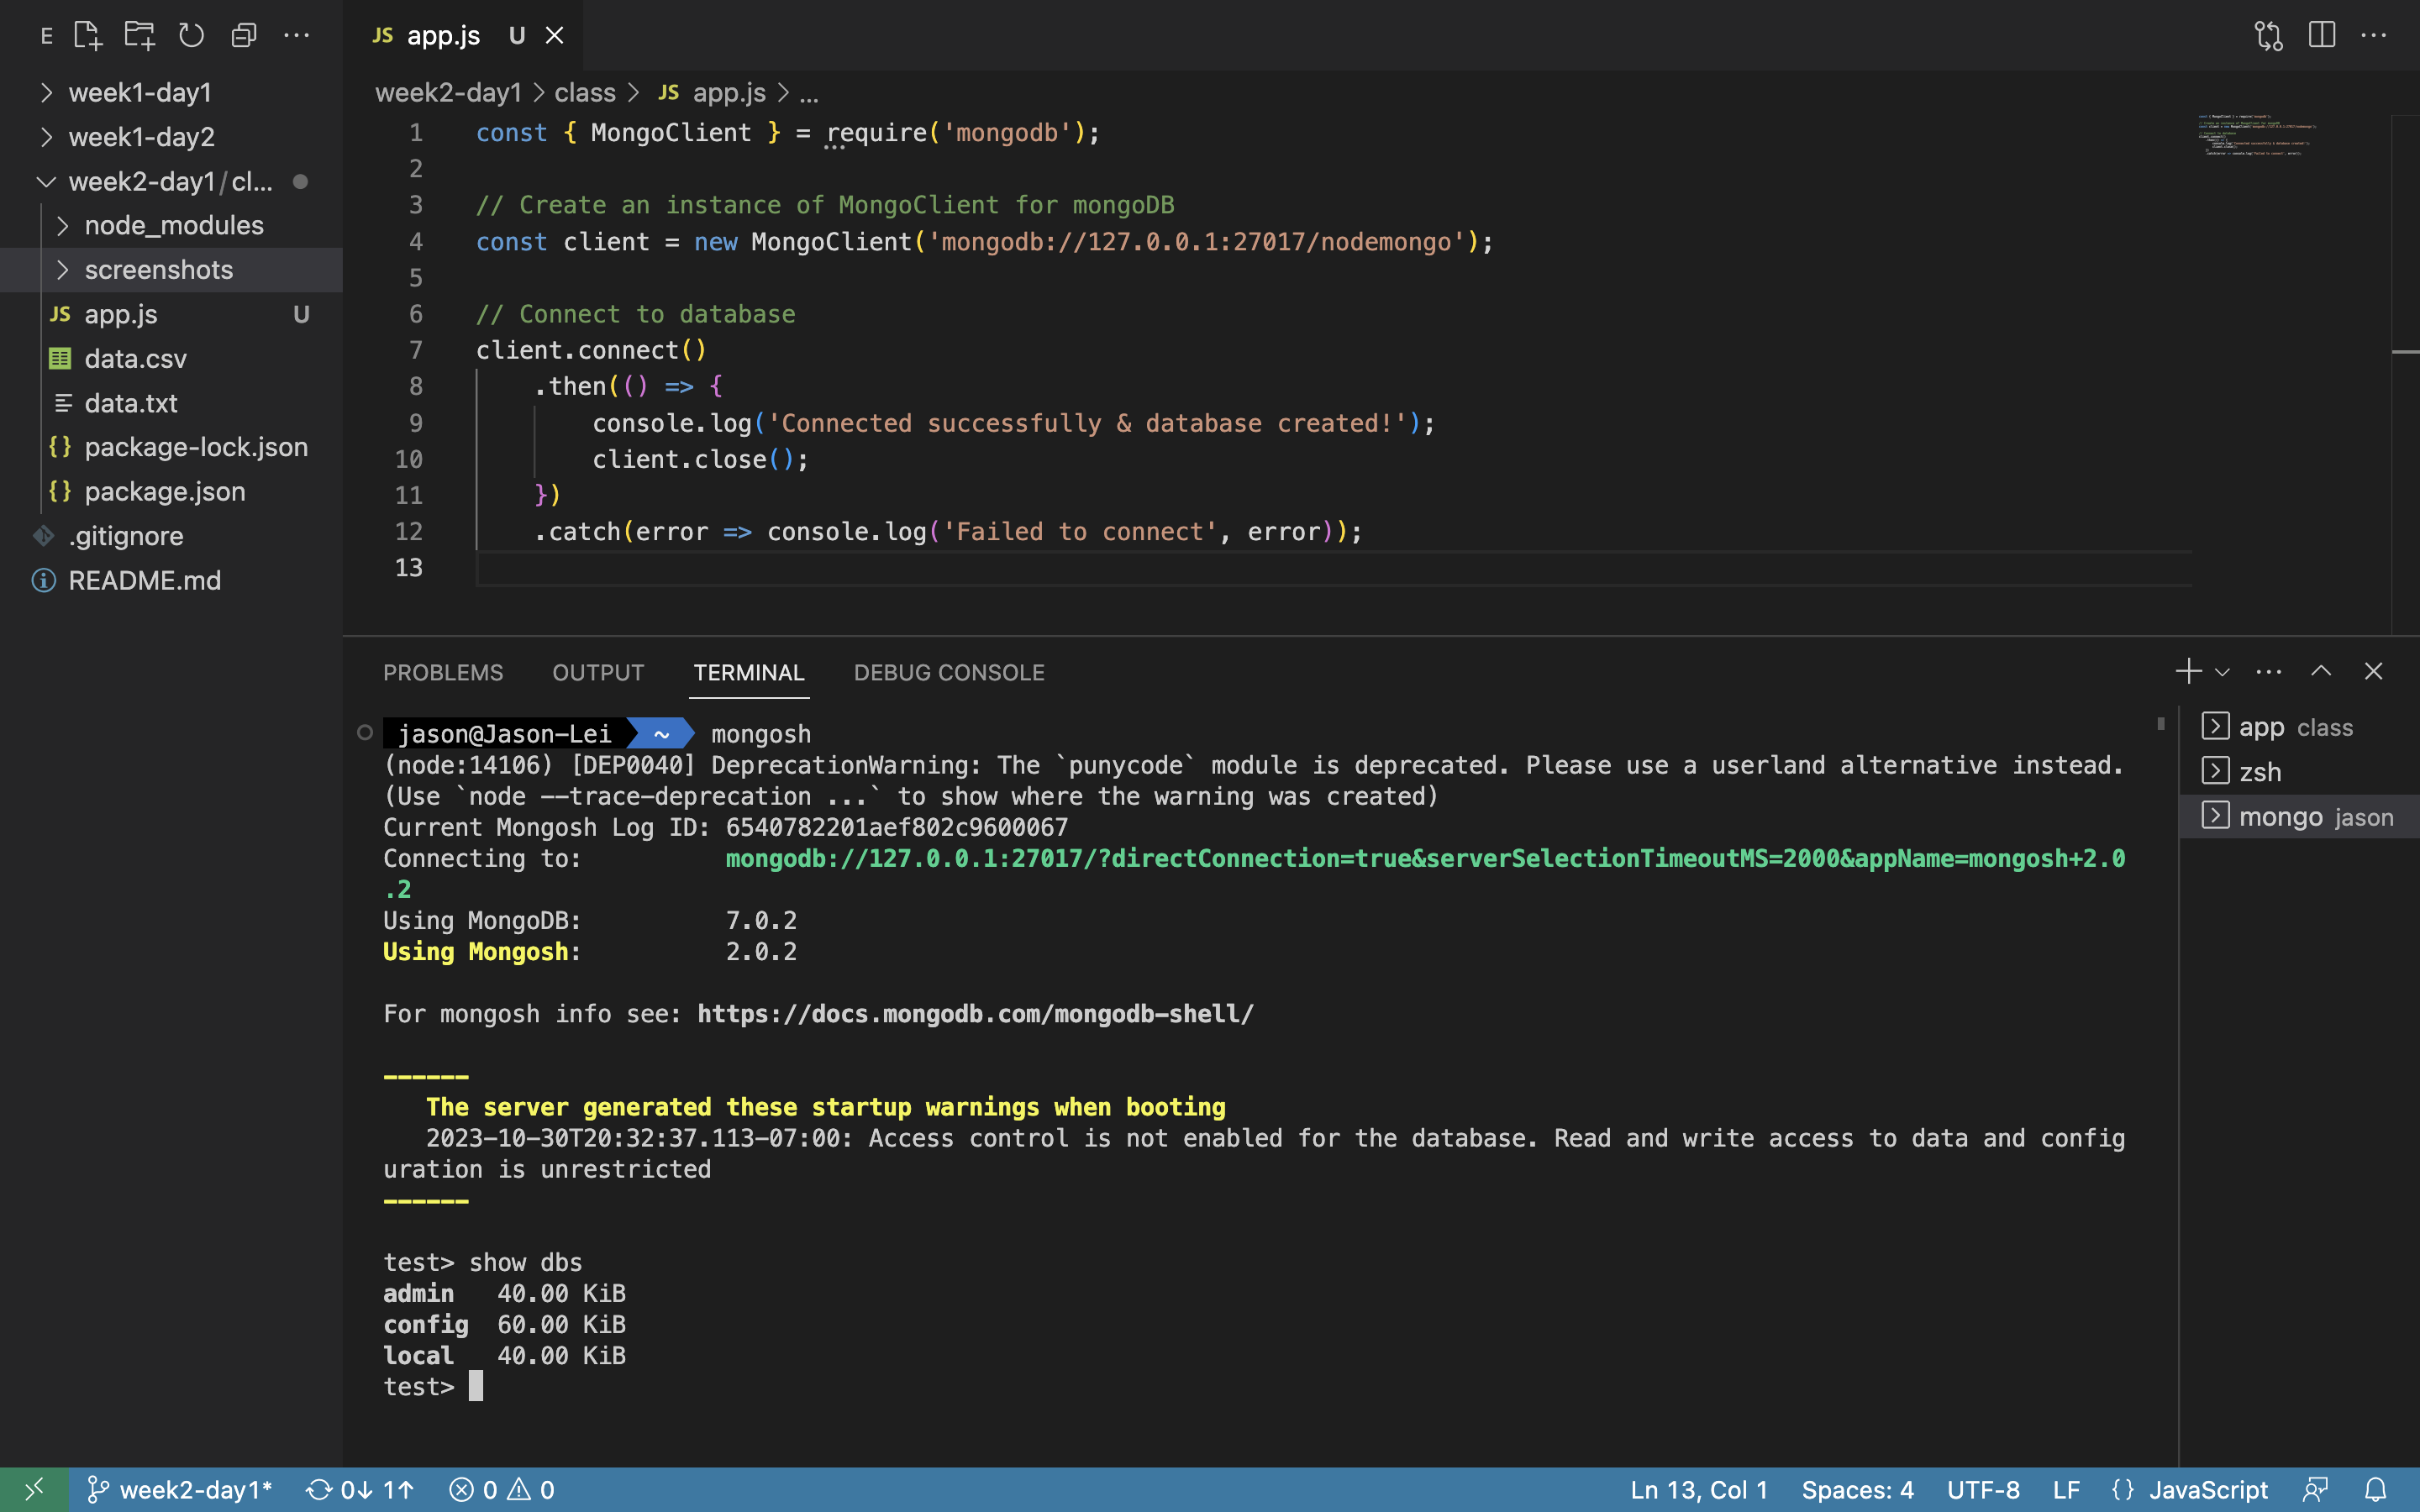 E
JS app.js U
week1-day1
week1-day2
week2-day1/cl...
node_modules
screenshots
JS app.js U
data.csv
data.txt
{} package-lock.json
{} package.json
.gitignore
README.md
week2-day1 > class > JS app.js > ...
1 const { MongoClient } = require('mongodb');
2
3 // Create an instance of MongoClient for mongoDB
4 const client = new MongoClient('mongodb://127.0.0.1:27017/nodemongo');
5
6 // Connect to database
7 client.connect()
8 .then(() => {
9 console.log('Connected successfully & database created!');
10 client.close();
11 })
12 .catch(error => console.log('Failed to connect', error));
13
PROBLEMS OUTPUT TERMINAL DEBUG CONSOLE
jason@Jason-Lei ~ mongosh
(node:14106) [DEP0040] DeprecationWarning: The `punycode` module is deprecated. Please use a userland alternative instead.
(Use `node --trace-deprecation ...` to show where the warning was created)
Current Mongosh Log ID: 6540782201aef802c9600067
Connecting to: mongodb://127.0.0.1:27017/?directConnection=true&serverSelectionTimeoutMS=2000&appName=mongosh+2.0
.2
Using MongoDB: 7.0.2
Using Mongosh: 2.0.2
For mongosh info see: https://docs.mongodb.com/mongodb-shell/
------
The server generated these startup warnings when booting
2023-10-30T20:32:37.113-07:00: Access control is not enabled for the database. Read and write access to data and config
uration is unrestricted
------
test> show dbs
admin 40.00 KiB
config 60.00 KiB
local 40.00 KiB
test>
app class
zsh
mongo jason
week2-day1* 0↓ 1↑ 0 0 Ln 13, Col 1 Spaces: 4 UTF-8 LF {} JavaScript